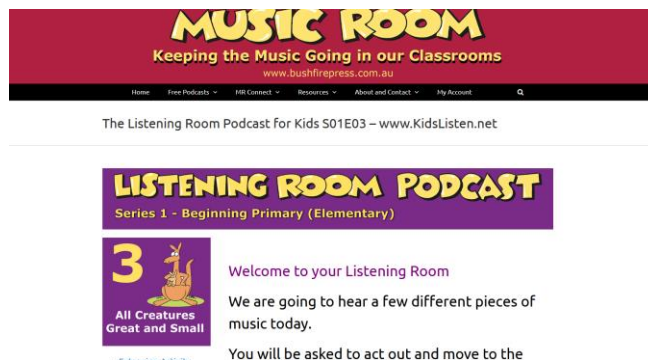 MUSIC ROOM
Keeping the Music Going in our Classrooms
www.bushfirepress.com.au
Home Free Podcasts MR Connect Resources About and Contact My Account
The Listening Room Podcast for Kids S01E03 – www.KidsListen.net
LISTENING ROOM PODCAST
Series 1 - Beginning Primary (Elementary)
3
All Creatures
Great and Small
Welcome to your Listening Room
We are going to hear a few different pieces of
music today.
You will be asked to act out and move to the